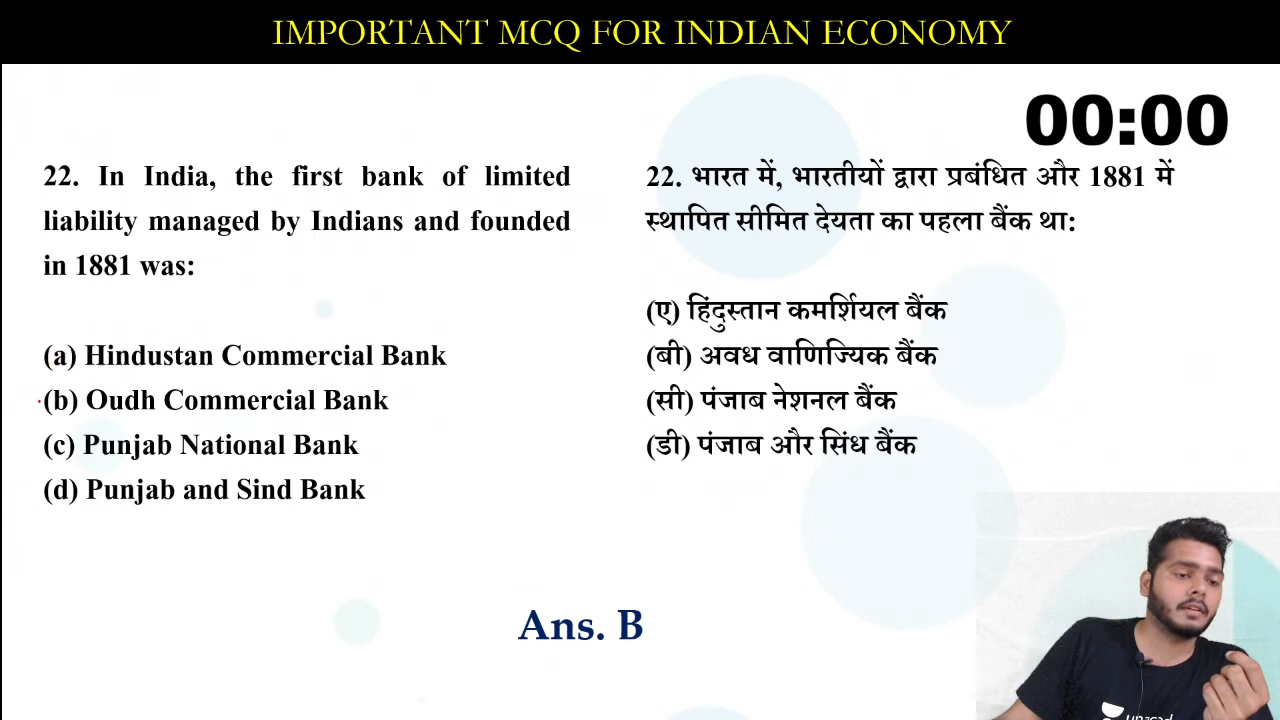 IMPORTANT MCQ FOR INDIAN ECONOMY
00:00
22. In India, the first bank of limited
liability managed by Indians and founded
in 1881 was:
(a) Hindustan Commercial Bank
(b) Oudh Commercial Bank
(c) Punjab National Bank
(d) Punjab and Sind Bank
22. भारत में, भारतीयों द्वारा प्रबंधित और 1881 में
स्थापित सीमित देयता का पहला बैंक था:
(ए) हिंदुस्तान कमर्शियल बैंक
(बी) अवध वाणिज्यिक बैंक
(सी) पंजाब नेशनल बैंक
(डी) पंजाब और सिंध बैंक
Ans. B